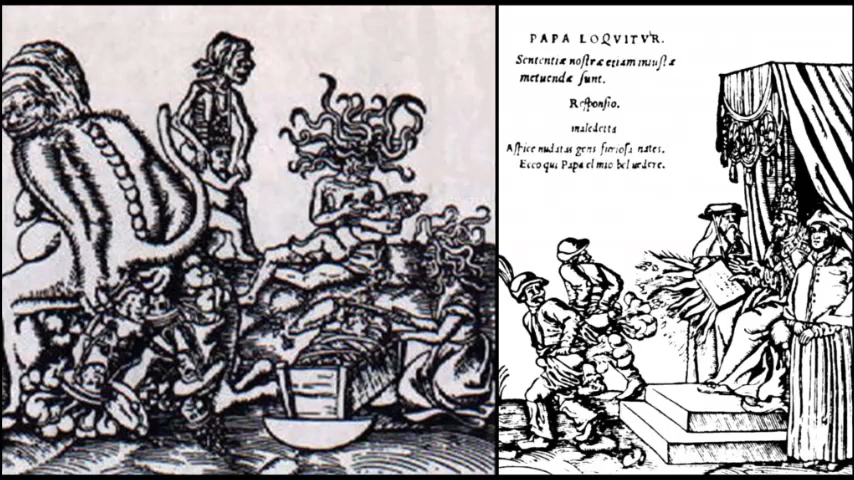 PAPA LOQVITVR.
Sententiæ noſtræ etiam iniuſtæ
metuendæ ſunt.
Reſponſio.
maledetta
Aſpice nudatas gens furioſa nates.
Ecco qui Papa el mio bel uedere.